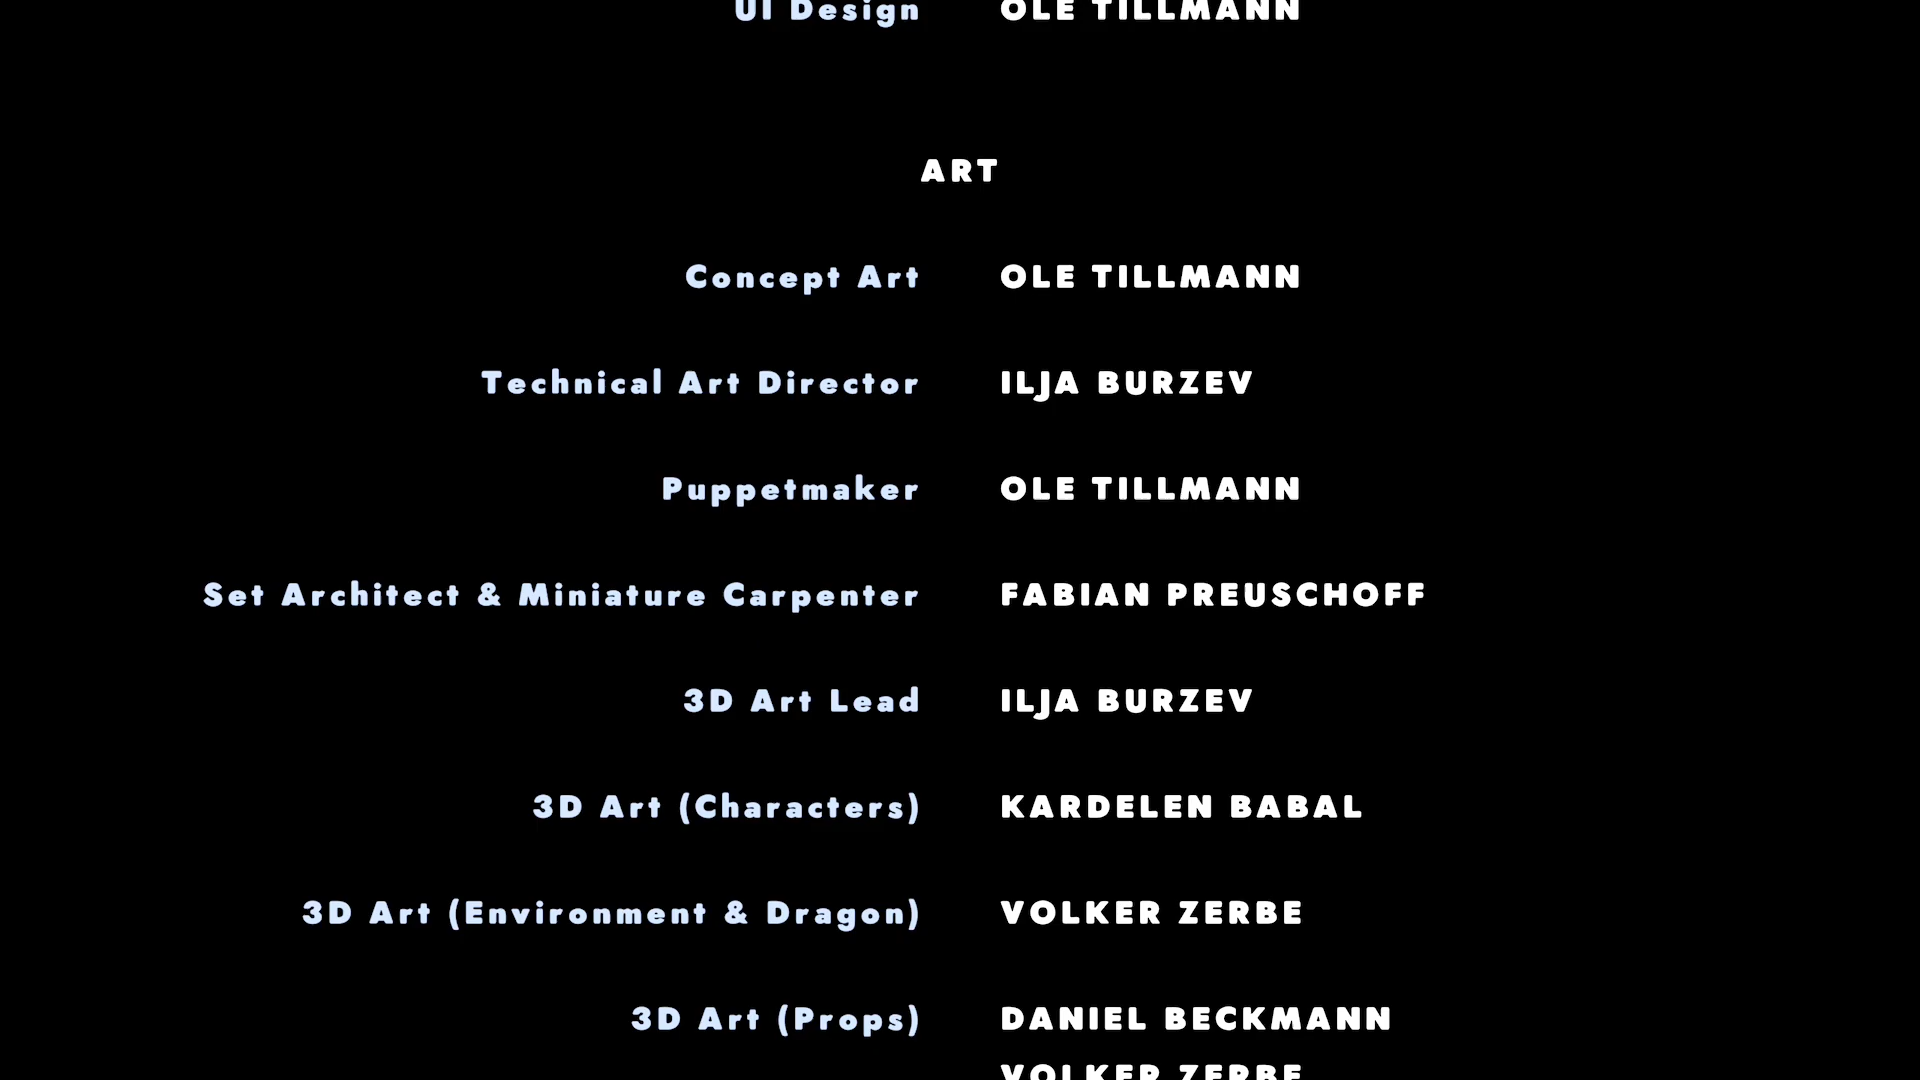 UI Design OLE TILLMANN
ART
Concept Art OLE TILLMANN
Technical Art Director ILJA BURZEV
Puppetmaker OLE TILLMANN
Set Architect & Miniature Carpenter FABIAN PREUSCHOFF
3D Art Lead ILJA BURZEV
3D Art (Characters) KARDELEN BABAL
3D Art (Environment & Dragon) VOLKER ZERBE
3D Art (Props) DANIEL BECKMANN
VOLKER ZERBE